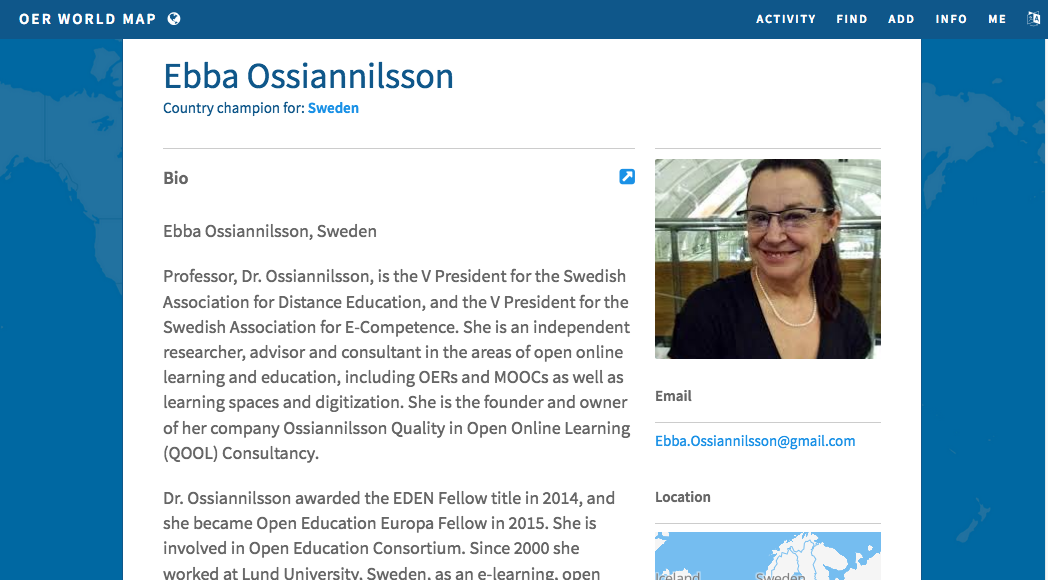 OER WORLD MAP
ACTIVITY FIND ADD INFO ME
Ebba Ossiannilsson
Country champion for: Sweden
Bio
Ebba Ossiannilsson, Sweden
Professor, Dr. Ossiannilsson, is the V President for the Swedish
Association for Distance Education, and the V President for the
Swedish Association for E-Competence. She is an independent
researcher, advisor and consultant in the areas of open online
learning and education, including OERs and MOOCs as well as
learning spaces and digitization. She is the founder and owner
of her company Ossiannilsson Quality in Open Online Learning
(QOOL) Consultancy.
Dr. Ossiannilsson awarded the EDEN Fellow title in 2014, and
she became Open Education Europa Fellow in 2015. She is
involved in Open Education Consortium. Since 2000 she
worked at Lund University, Sweden, as an e-learning, open
Email
Ebba.Ossiannilsson@gmail.com
Location
Iceland Sweden